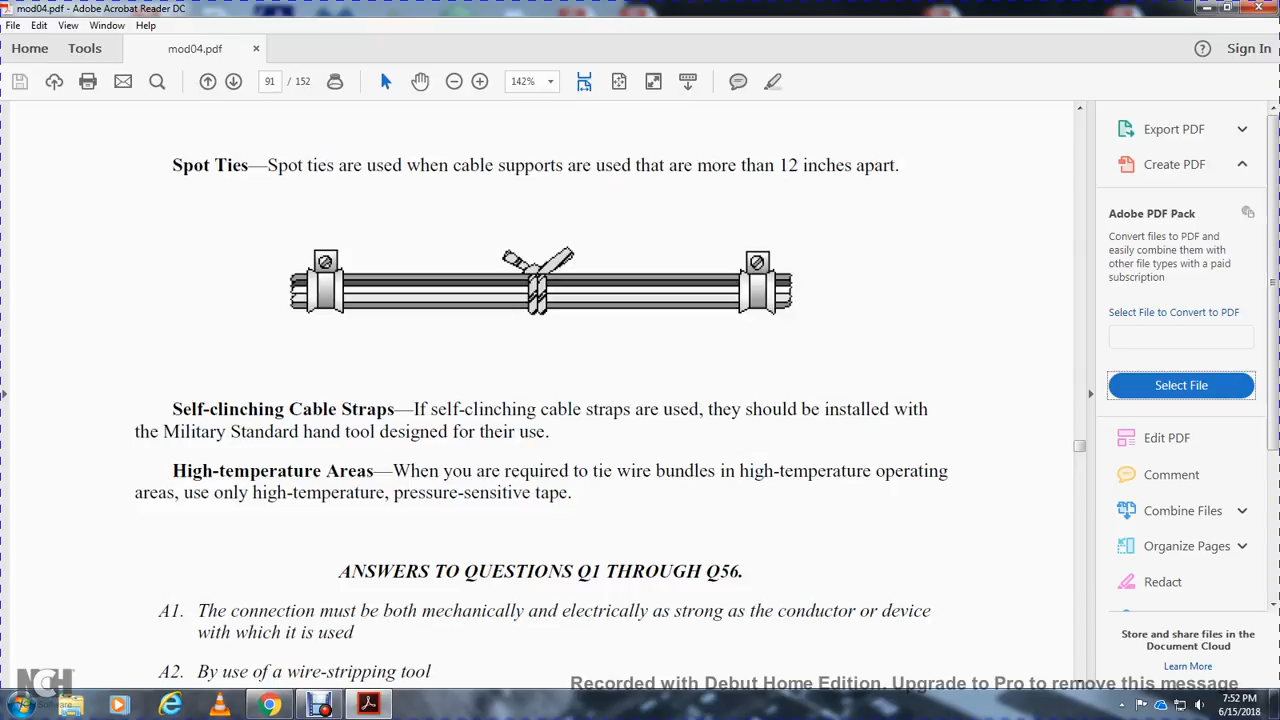 mod04.pdf - Adobe Acrobat Reader DC
File Edit View Window Help
Home Tools mod04.pdf × ? Sign In
91 / 152 142%
Spot Ties—Spot ties are used when cable supports are used that are more than 12 inches apart.
Self-clinching Cable Straps—If self-clinching cable straps are used, they should be installed with
the Military Standard hand tool designed for their use.
High-temperature Areas—When you are required to tie wire bundles in high-temperature operating
areas, use only high-temperature, pressure-sensitive tape.
ANSWERS TO QUESTIONS Q1 THROUGH Q56.
A1. The connection must be both mechanically and electrically as strong as the conductor or device
with which it is used
A2. By use of a wire-stripping tool
Export PDF
Create PDF
Adobe PDF Pack
Convert files to PDF and
easily combine them with
other file types with a paid
subscription
Select File to Convert to PDF
Select File
Edit PDF
Comment
Combine Files
Organize Pages
Redact
Store and share files in the
Document Cloud
Learn More
NCH
Software
Recorded with Debut Home Edition. Upgrade to Pro to remove this message
7:52 PM
6/15/2018